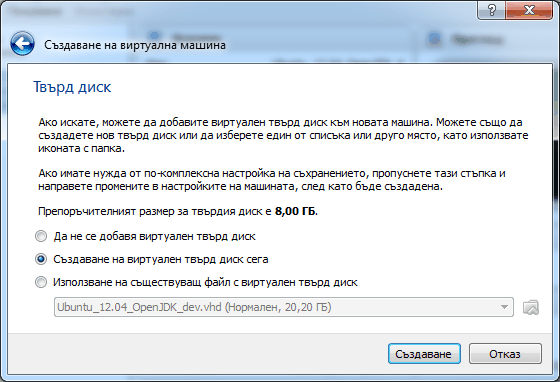 Създаване на виртуална машина
Твърд диск
Ако искате, можете да добавите виртуален твърд диск към новата машина. Можете също да
създадете нов твърд диск или да изберете един от списъка или друго място, като използвате
иконата с папка.
Ако имате нужда от по-комплексна настройка на съхранението, пропуснете тази стъпка и
направете промените в настройките на машината, след като бъде създадена.
Препоръчителният размер за твърдия диск е 8,00 ГБ.
Да не се добавя виртуален твърд диск
Създаване на виртуален твърд диск сега
Използване на съществуващ файл с виртуален твърд диск
Ubuntu_12.04_OpenJDK_dev.vhd (Нормален, 20,20 ГБ)
Създаване
Отказ